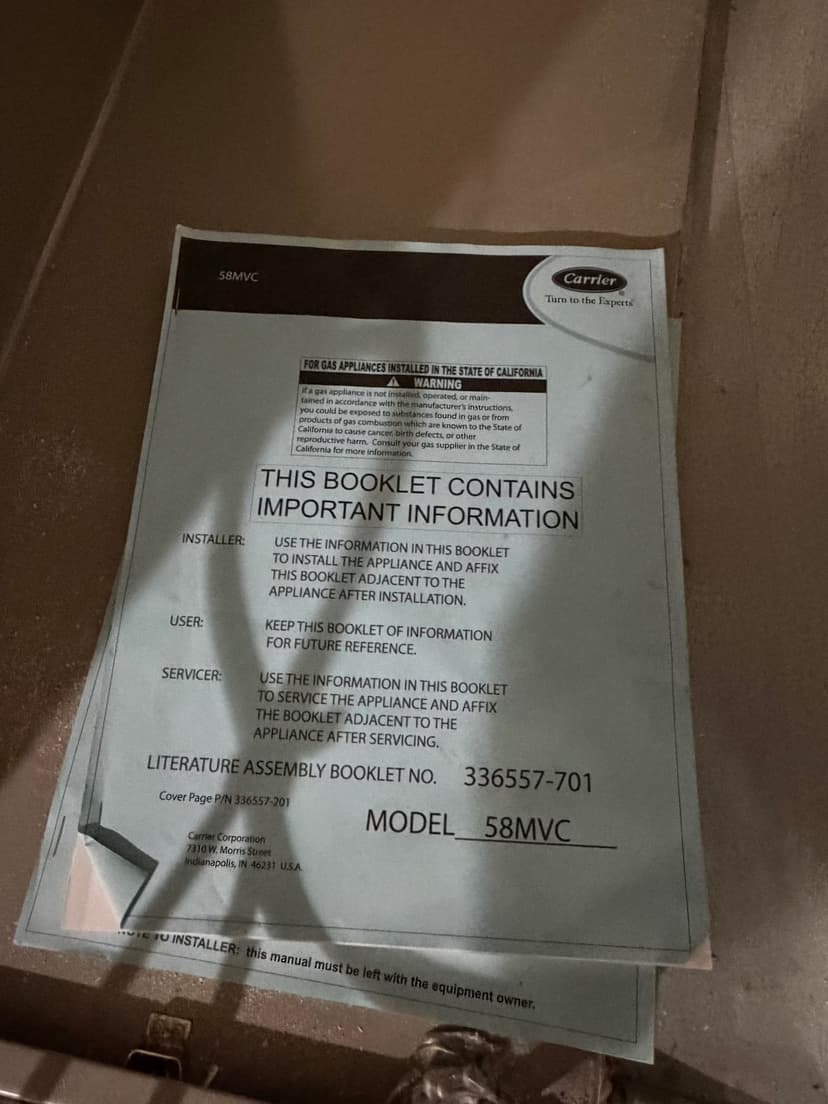 58MVC
Carrier
®
Turn to the Experts
FOR GAS APPLIANCES INSTALLED IN THE STATE OF CALIFORNIA
WARNING
If a gas appliance is not installed, operated, or main-
tained in accordance with the manufacturer's instructions,
you could be exposed to substances found in gas or from
products of gas combustion which are known to the State of
California to cause cancer, birth defects, or other
reproductive harm. Consult your gas supplier in the State of
California for more information.
THIS BOOKLET CONTAINS
IMPORTANT INFORMATION
INSTALLER: USE THE INFORMATION IN THIS BOOKLET
TO INSTALL THE APPLIANCE AND AFFIX
THIS BOOKLET ADJACENT TO THE
APPLIANCE AFTER INSTALLATION.
USER: KEEP THIS BOOKLET OF INFORMATION
FOR FUTURE REFERENCE.
SERVICER: USE THE INFORMATION IN THIS BOOKLET
TO SERVICE THE APPLIANCE AND AFFIX
THE BOOKLET ADJACENT TO THE
APPLIANCE AFTER SERVICING.
LITERATURE ASSEMBLY BOOKLET NO. 336557-701
Cover Page P/N 336557-201
MODEL 58MVC
Carrier Corporation
7310 W. Morris Street
Indianapolis, IN 46231 U.S.A.
NOTE TO INSTALLER: this manual must be left with the equipment owner.